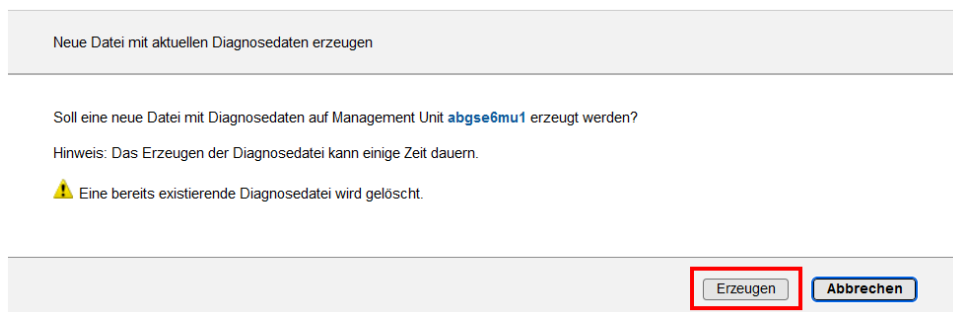 Neue Datei mit aktuellen Diagnosedaten erzeugen
Soll eine neue Datei mit Diagnosedaten auf Management Unit abgse6mu1 erzeugt werden?
Hinweis: Das Erzeugen der Diagnosedatei kann einige Zeit dauern.
Eine bereits existierende Diagnosedatei wird gelöscht.
Erzeugen Abbrechen